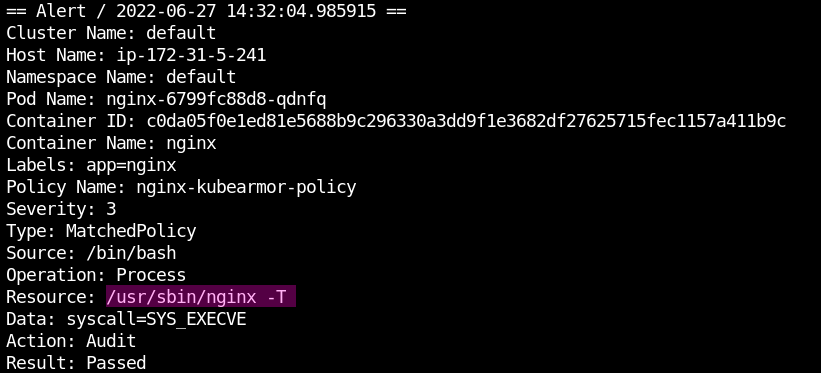 == Alert / 2022-06-27 14:32:04.985915 ==
Cluster Name: default
Host Name: ip-172-31-5-241
Namespace Name: default
Pod Name: nginx-6799fc88d8-qdnfq
Container ID: c0da05f0e1ed81e5688b9c296330a3dd9f1e3682df27625715fec1157a411b9c
Container Name: nginx
Labels: app=nginx
Policy Name: nginx-kubearmor-policy
Severity: 3
Type: MatchedPolicy
Source: /bin/bash
Operation: Process
Resource: /usr/sbin/nginx -T
Data: syscall=SYS_EXECVE
Action: Audit
Result: Passed